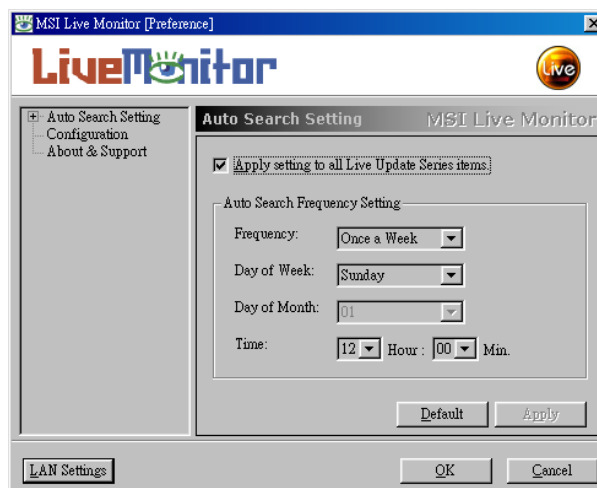 MSI Live Monitor [Preference]
LiveMonitor
Live
Auto Search Setting
Configuration
About & Support
Auto Search Setting
MSI Live Monitor
Apply setting to all Live Update Series items.
Auto Search Frequency Setting
Frequency: Once a Week
Day of Week: Sunday
Day of Month: 01
Time: 12 Hour : 00 Min.
Default Apply
LAN Settings OK Cancel